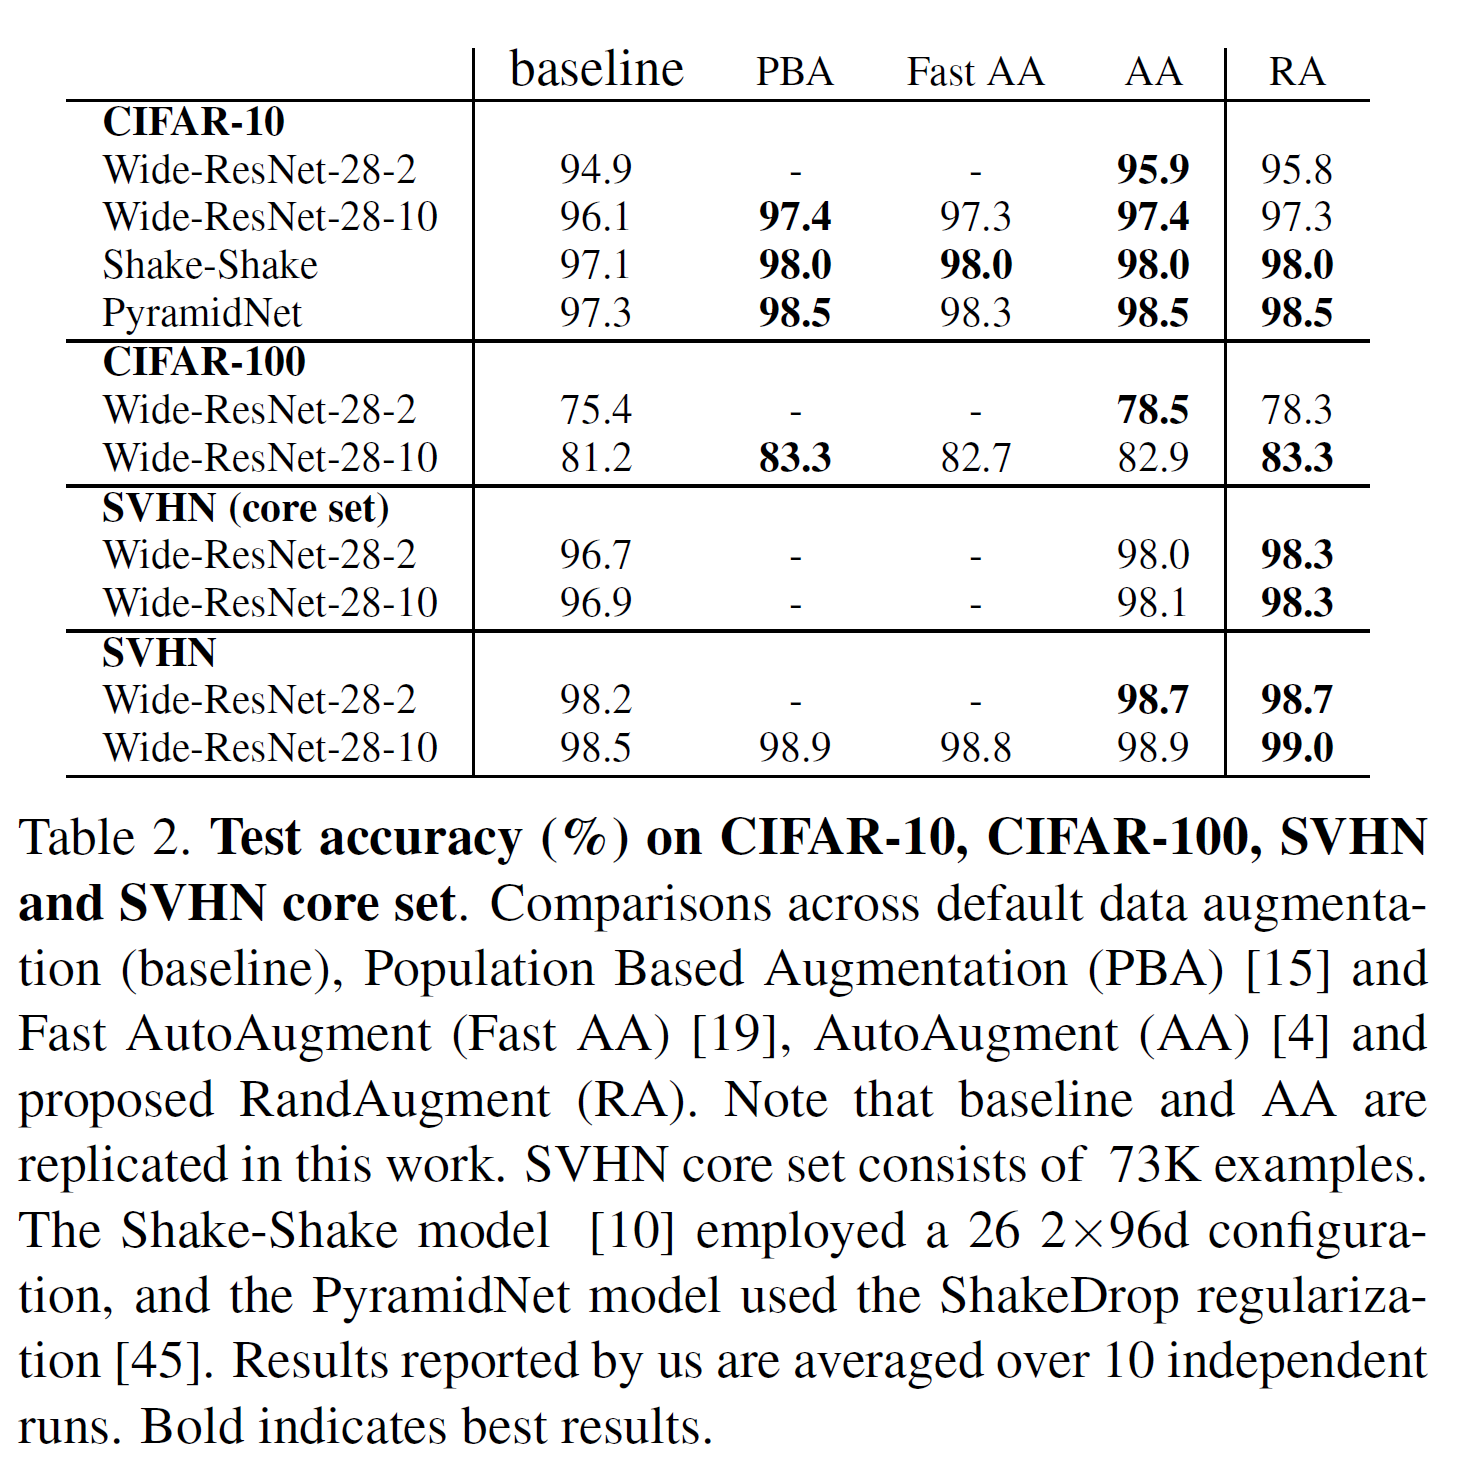 baseline PBA Fast AA AA RA
CIFAR-10
Wide-ResNet-28-2 94.9 - - 95.9 95.8
Wide-ResNet-28-10 96.1 97.4 97.3 97.4 97.3
Shake-Shake 97.1 98.0 98.0 98.0 98.0
PyramidNet 97.3 98.5 98.3 98.5 98.5
CIFAR-100
Wide-ResNet-28-2 75.4 - - 78.5 78.3
Wide-ResNet-28-10 81.2 83.3 82.7 82.9 83.3
SVHN (core set)
Wide-ResNet-28-2 96.7 - - 98.0 98.3
Wide-ResNet-28-10 96.9 - - 98.1 98.3
SVHN
Wide-ResNet-28-2 98.2 - - 98.7 98.7
Wide-ResNet-28-10 98.5 98.9 98.8 98.9 99.0
Table 2. Test accuracy (%) on CIFAR-10, CIFAR-100, SVHN
and SVHN core set. Comparisons across default data augmenta-
tion (baseline), Population Based Augmentation (PBA) [15] and
Fast AutoAugment (Fast AA) [19], AutoAugment (AA) [4] and
proposed RandAugment (RA). Note that baseline and AA are
replicated in this work. SVHN core set consists of 73K examples.
The Shake-Shake model [10] employed a 26 2×96d configura-
tion, and the PyramidNet model used the ShakeDrop regulariza-
tion [45]. Results reported by us are averaged over 10 independent
runs. Bold indicates best results.